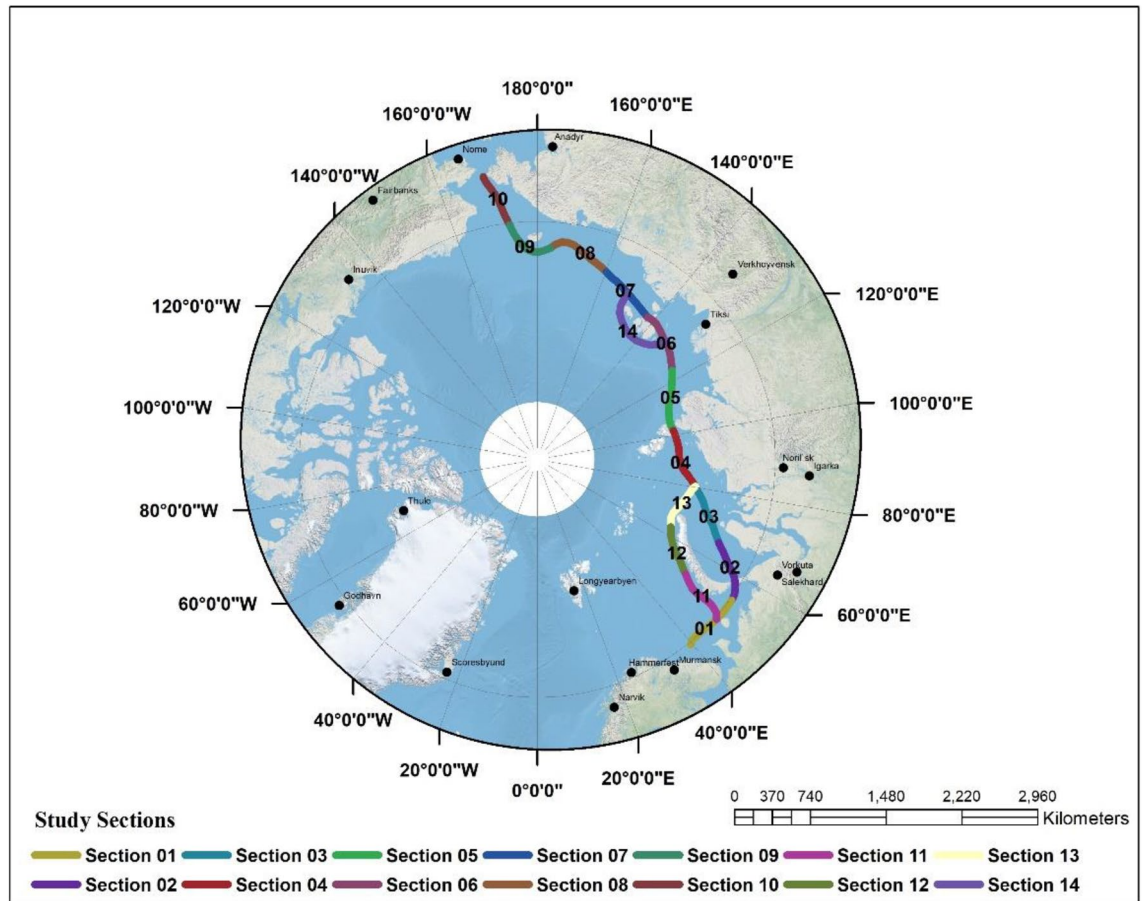 180°0'0"
160°0'0"W
160°0'0"E
Anadyr
Nome
140°0'0"W
140°0'0"E
Fairbanks
10
09
08
Inuvik
Verkhoyvensk
120°0'0"W
120°0'0"E
07
Tiksi
14
06
05
100°0'0"W
100°0'0"E
04
Noril`sk
Igarka
13
Thule
03
80°0'0"W
80°0'0"E
12
02
Vorkuta
Salekhard
Longyearbyen
11
60°0'0"W
Godhavn
60°0'0"E
01
Scoresbyund
Hammerfest
Murmansk
Narvik
40°0'0"W
40°0'0"E
20°0'0"W
20°0'0"E
0°0'0"
0 370 740 1,480 2,220 2,960
Kilometers
Study Sections
Section 01 Section 03 Section 05 Section 07 Section 09 Section 11 Section 13
Section 02 Section 04 Section 06 Section 08 Section 10 Section 12 Section 14